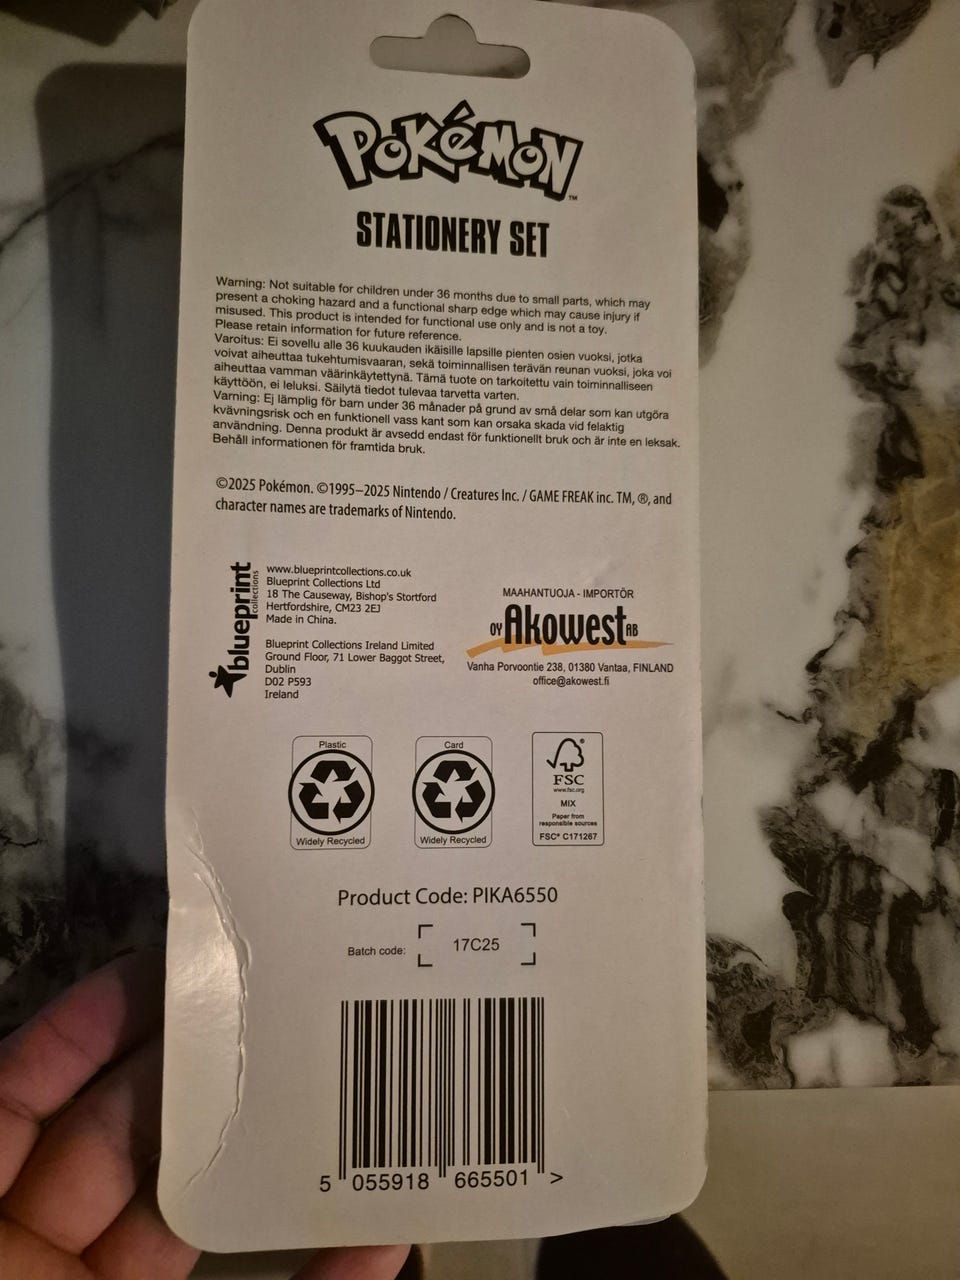 POKéMON™
STATIONERY SET
Warning: Not suitable for children under 36 months due to small parts, which may
present a choking hazard and a functional sharp edge which may cause injury if
misused. This product is intended for functional use only and is not a toy.
Please retain information for future reference.
Varoitus: Ei sovellu alle 36 kuukauden ikäisille lapsille pienten osien vuoksi, jotka
voivat aiheuttaa tukehtumisvaaran, sekä toiminnallisen terävän reunan vuoksi, joka voi
aiheuttaa vamman väärinkäytettynä. Tämä tuote on tarkoitettu vain toiminnalliseen
käyttöön, ei leluksi. Säilytä tiedot tulevaa tarvetta varten.
Varning: Ej lämplig för barn under 36 månader på grund av små delar som kan utgöra
kvävningsrisk och en funktionell vass kant som kan orsaka skada vid felaktig
användning. Denna produkt är avsedd endast för funktionellt bruk och är inte en leksak.
Behåll informationen för framtida bruk.
©2025 Pokémon. ©1995–2025 Nintendo / Creatures Inc. / GAME FREAK inc. TM, ®, and
character names are trademarks of Nintendo.
blueprint
collections
www.blueprintcollections.co.uk
Blueprint Collections Ltd
18 The Causeway, Bishop's Stortford
Hertfordshire, CM23 2EJ
Made in China.
Blueprint Collections Ireland Limited
Ground Floor, 71 Lower Baggot Street,
Dublin
D02 P593
Ireland
MAAHANTUOJA - IMPORTÖR
OY Akowest AB
Vanha Porvoontie 238, 01380 Vantaa, FINLAND
office@akowest.fi
Plastic
Widely Recycled
Card
Widely Recycled
®
FSC
www.fsc.org
MIX
Paper from
responsible sources
FSC® C171267
Product Code: PIKA6550
Batch code: 17C25
5 055918 665501 >